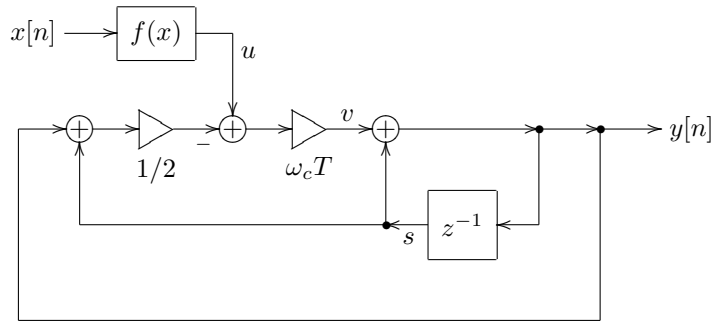 x[n]
f(x)
u
+
1/2
−
+
ω_cT
v
+
y[n]
s
z⁻¹